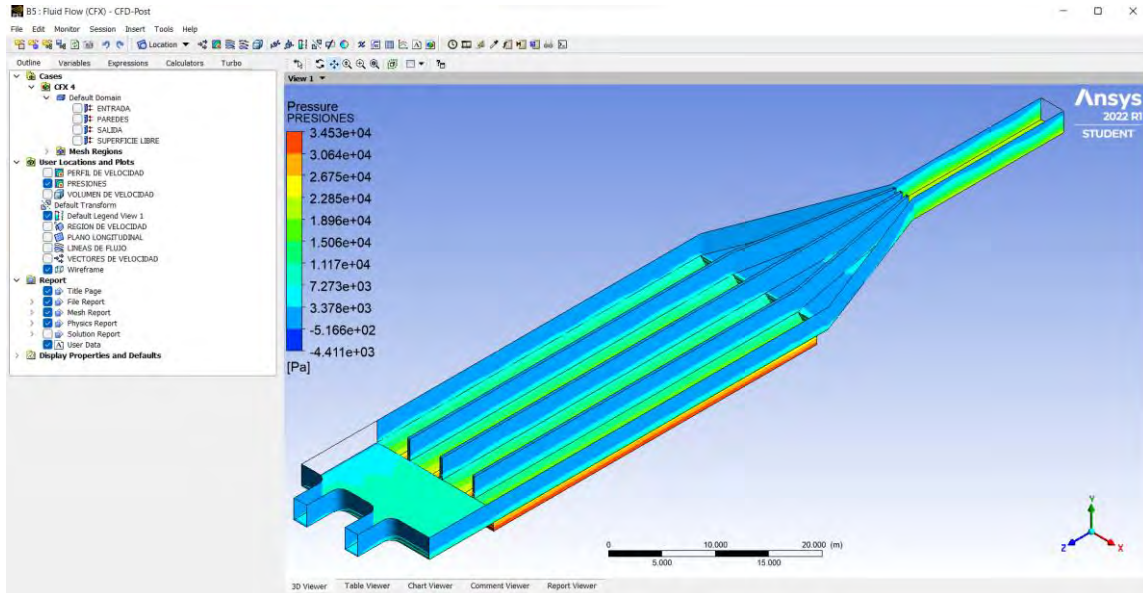 B5 : Fluid Flow (CFX) - CFD-Post
File Edit Monitor Session Insert Tools Help
Location
Outline Variables Expressions Calculators Turbo
Cases
CFX 4
Default Domain
ENTRADA
PAREDES
SALIDA
SUPERFICIE LIBRE
Mesh Regions
User Locations and Plots
PERFIL DE VELOCIDAD
PRESIONES
VOLUMEN DE VELOCIDAD
Default Transform
Default Legend View 1
REGION DE VELOCIDAD
PLANO LONGITUDINAL
LINEAS DE FLUJO
VECTORES DE VELOCIDAD
Wireframe
Report
Title Page
File Report
Mesh Report
Physics Report
Solution Report
User Data
Display Properties and Defaults
View 1
Pressure
PRESIONES
3.453e+04
3.064e+04
2.675e+04
2.285e+04
1.896e+04
1.506e+04
1.117e+04
7.273e+03
3.378e+03
-5.166e+02
-4.411e+03
[Pa]
Ansys
2022 R1
STUDENT
0 10.000 20.000 (m)
5.000 15.000
Y
Z X
3D Viewer Table Viewer Chart Viewer Comment Viewer Report Viewer